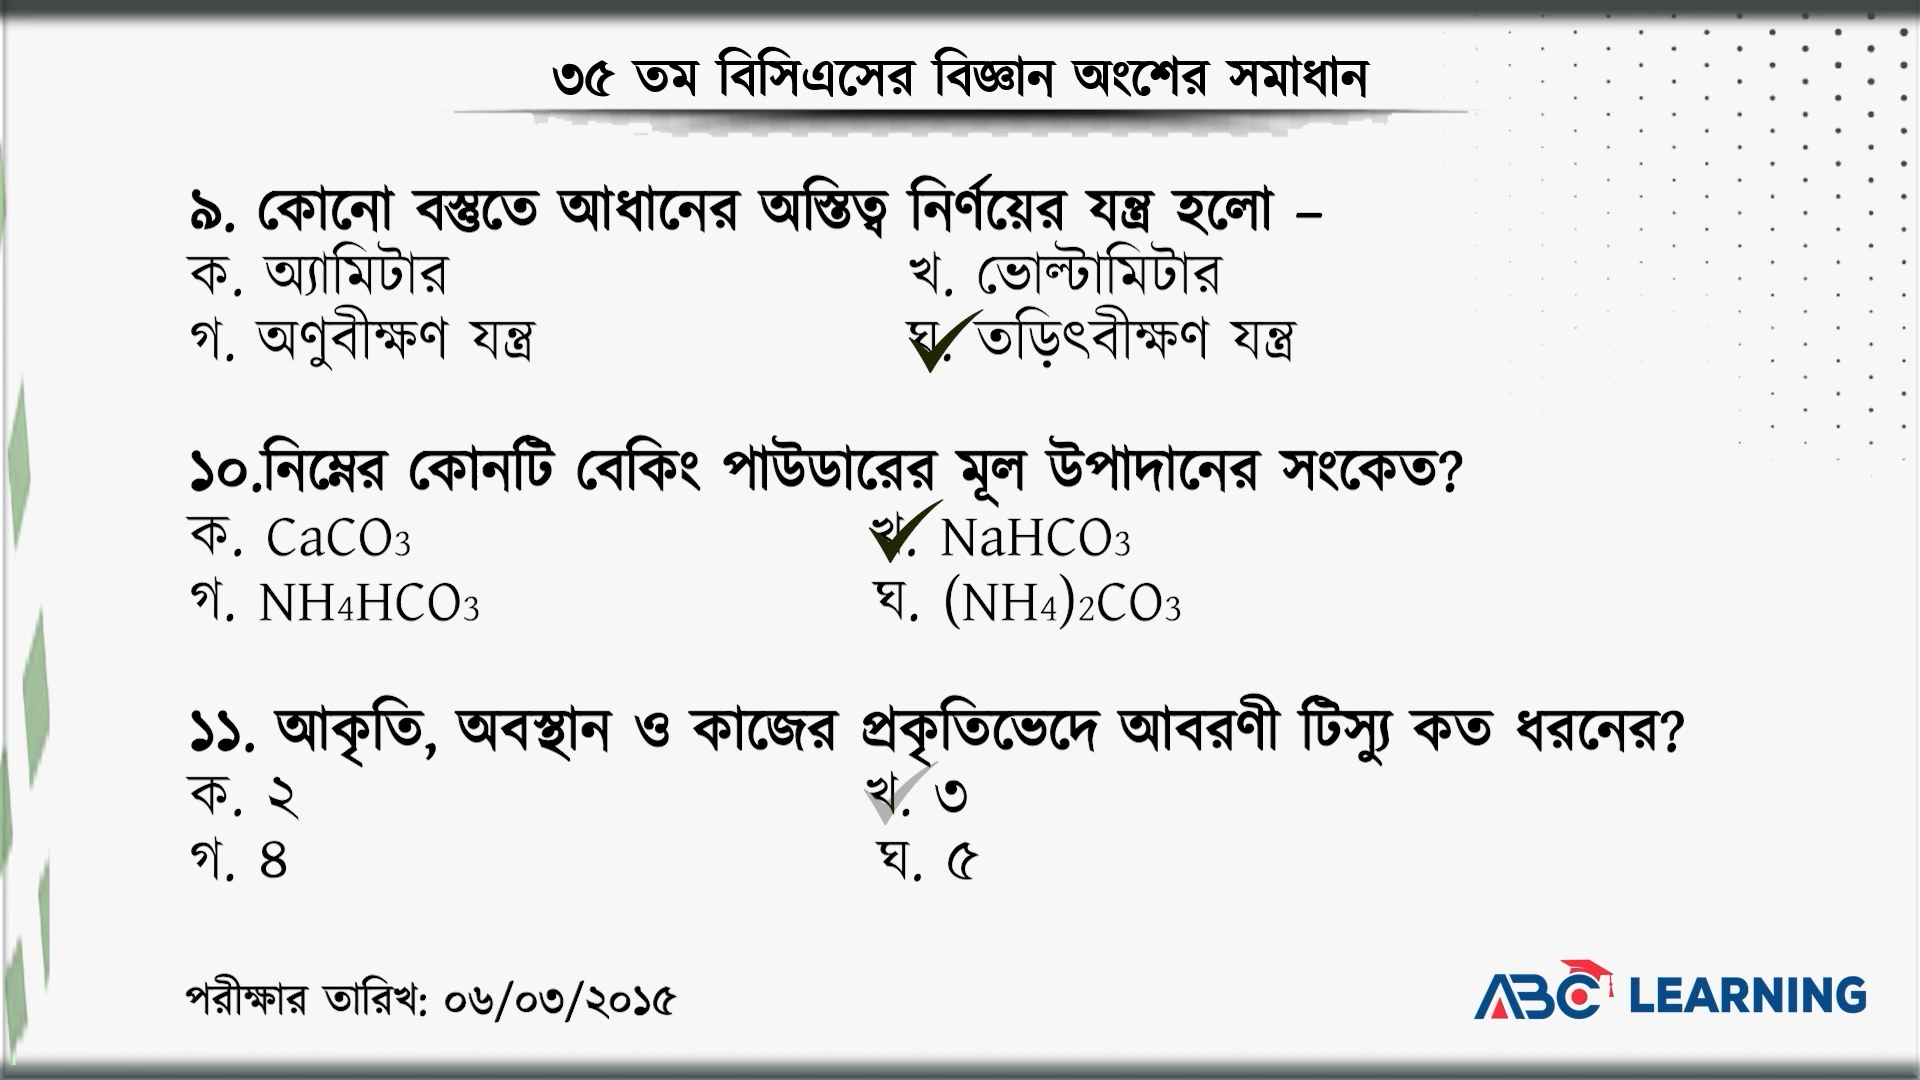 ৩৫ তম বিসিএসের বিজ্ঞান অংশের সমাধান
৯. কোনো বস্তুতে আধানের অস্তিত্ব নির্ণয়ের যন্ত্র হলো –
ক. অ্যামিটার খ. ভোল্টামিটার
গ. অণুবীক্ষণ যন্ত্র ঘ. তড়িৎবীক্ষণ যন্ত্র
১০.নিম্নের কোনটি বেকিং পাউডারের মূল উপাদানের সংকেত?
ক. CaCO3 খ. NaHCO3
গ. NH4HCO3 ঘ. (NH4)2CO3
১১. আকৃতি, অবস্থান ও কাজের প্রকৃতিভেদে আবরণী টিস্যু কত ধরনের?
ক. ২ খ. ৩
গ. ৪ ঘ. ৫
পরীক্ষার তারিখ: ০৬/০৩/২০১৫
ABC LEARNING